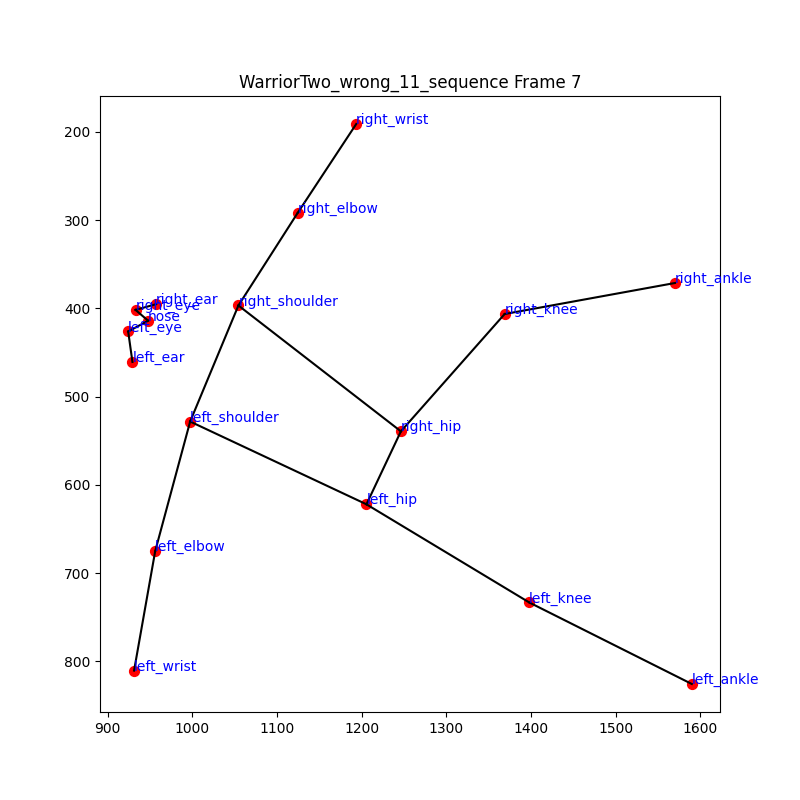 WarriorTwo_wrong_11_sequence Frame 7
right_wrist
right_elbow
right_ankle
right_ear
right_shoulder
right_eye
right_knee
nose
left_eye
left_ear
left_shoulder
right_hip
left_hip
left_elbow
left_knee
left_wrist
left_ankle
200
300
400
500
600
700
800
900 1000 1100 1200 1300 1400 1500 1600